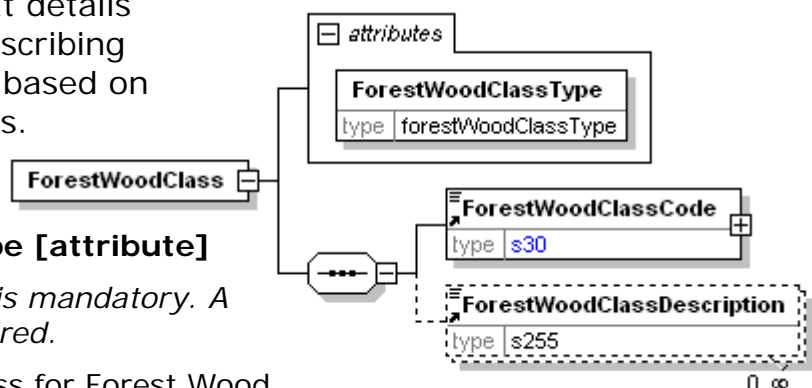 t details
scribing
based on
s.
pe [attribute]
is mandatory. A
red.
ss for Forest Wood
attributes
ForestWoodClassType
type forestWoodClassType
ForestWoodClass
ForestWoodClassCode
type s30
ForestWoodClassDescription
type s255
0..∞